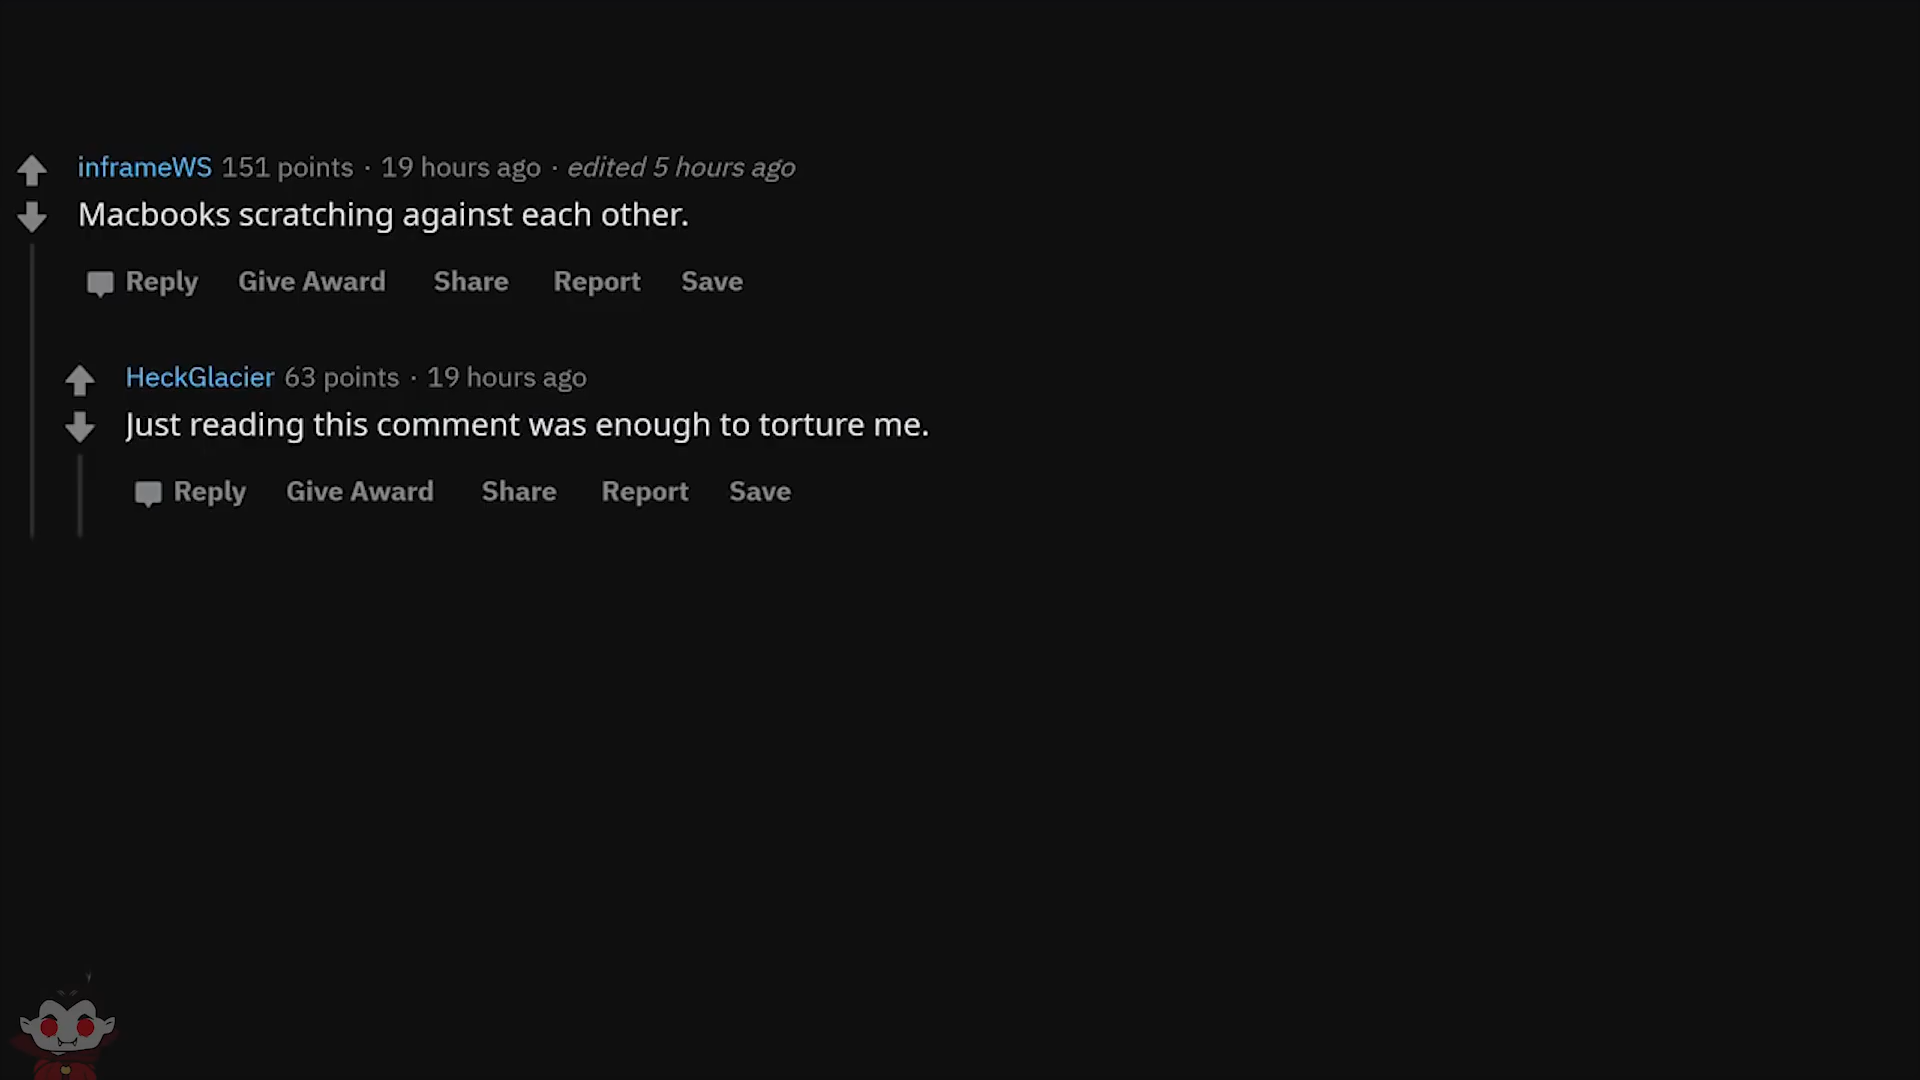 inframeWS 151 points · 19 hours ago · edited 5 hours ago
Macbooks scratching against each other.
Reply Give Award Share Report Save
HeckGlacier 63 points · 19 hours ago
Just reading this comment was enough to torture me.
Reply Give Award Share Report Save